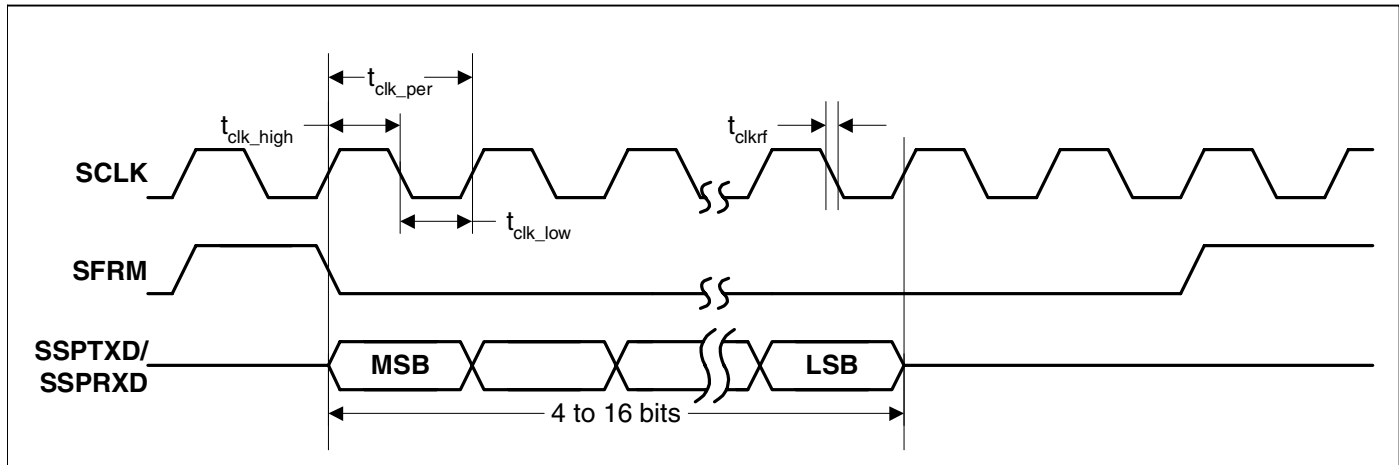 t_clk_per
t_clk_high
t_clkrf
SCLK
t_clk_low
SFRM
SSPTXD/
SSPRXD
MSB
LSB
4 to 16 bits